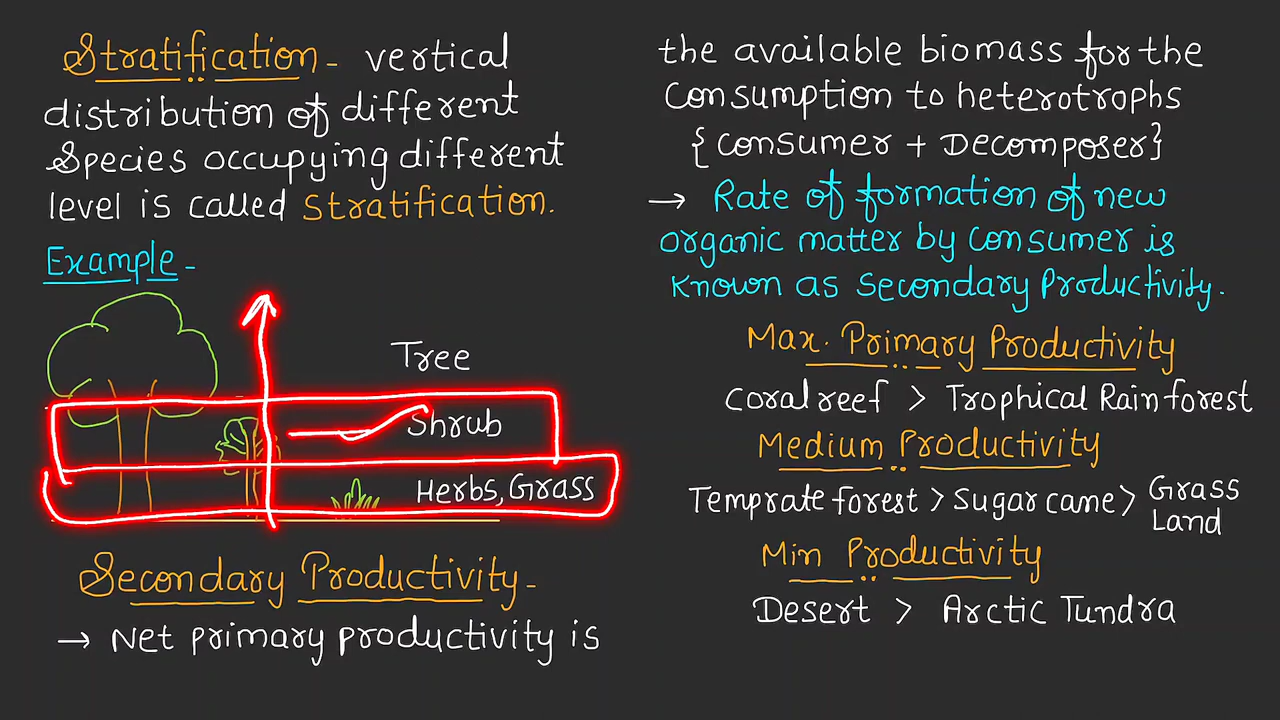 Stratification - vertical
distribution of different
Species occupying different
level is called Stratification.
Example -
Tree
Shrub
Herbs, Grass
Secondary Productivity -
→ Net primary productivity is
the available biomass for the
Consumption to heterotrophs
{Consumer + Decomposer}
→ Rate of formation of new
organic matter by Consumer is
known as Secondary Productivity.
Max. Primary Productivity
Coral reef > Trophical Rain forest
Medium Productivity
Temprate forest > Sugar cane > Grass Land
Min Productivity
Desert > Arctic Tundra